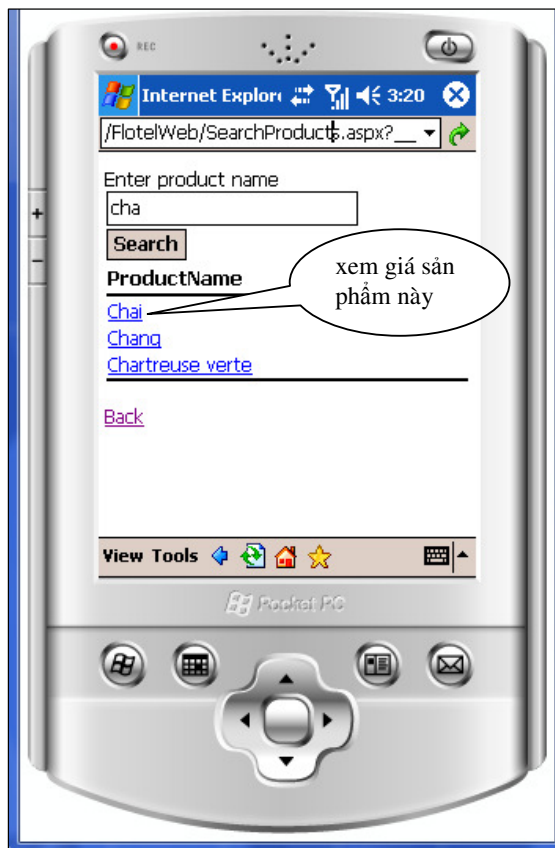 REC
Internet Explor 3:20
/FlotelWeb/SearchProducts.aspx?__
Enter product name
cha
Search
ProductName
xem giá sản
phẩm này
Chai
Chang
Chartreuse verte
Back
View Tools
Pocket PC